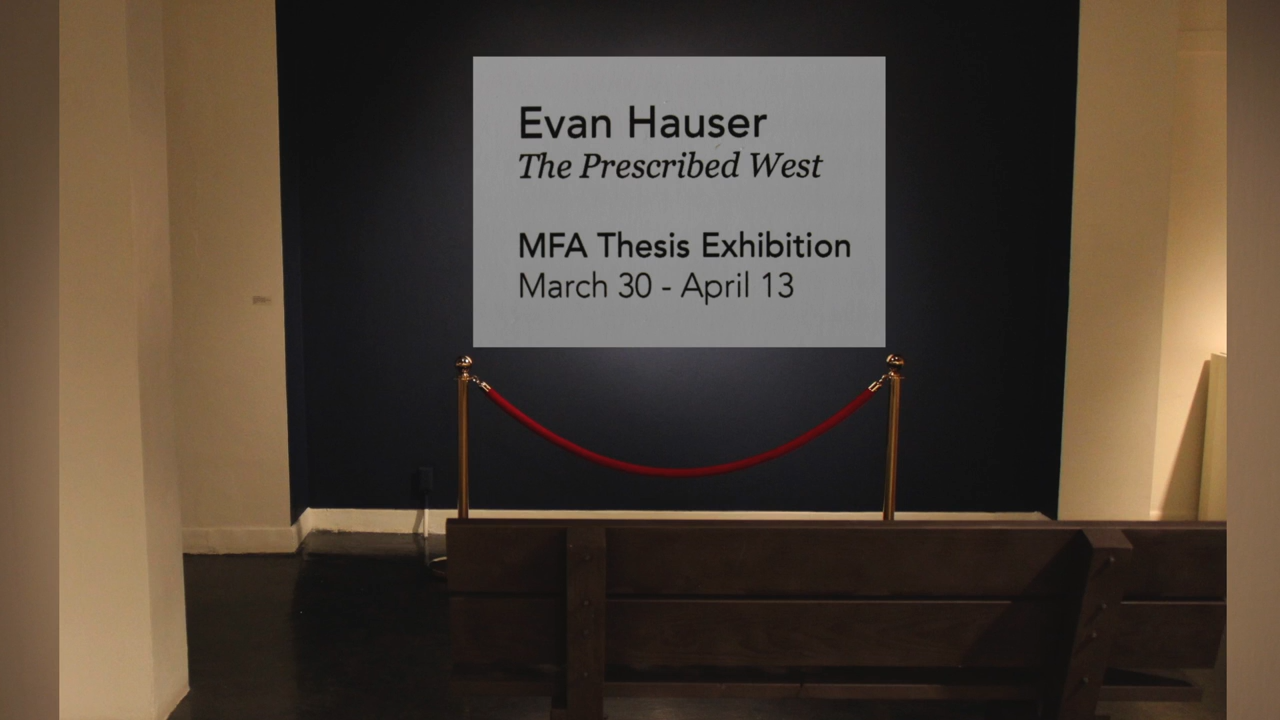 Evan Hauser
The Prescribed West
MFA Thesis Exhibition
March 30 - April 13